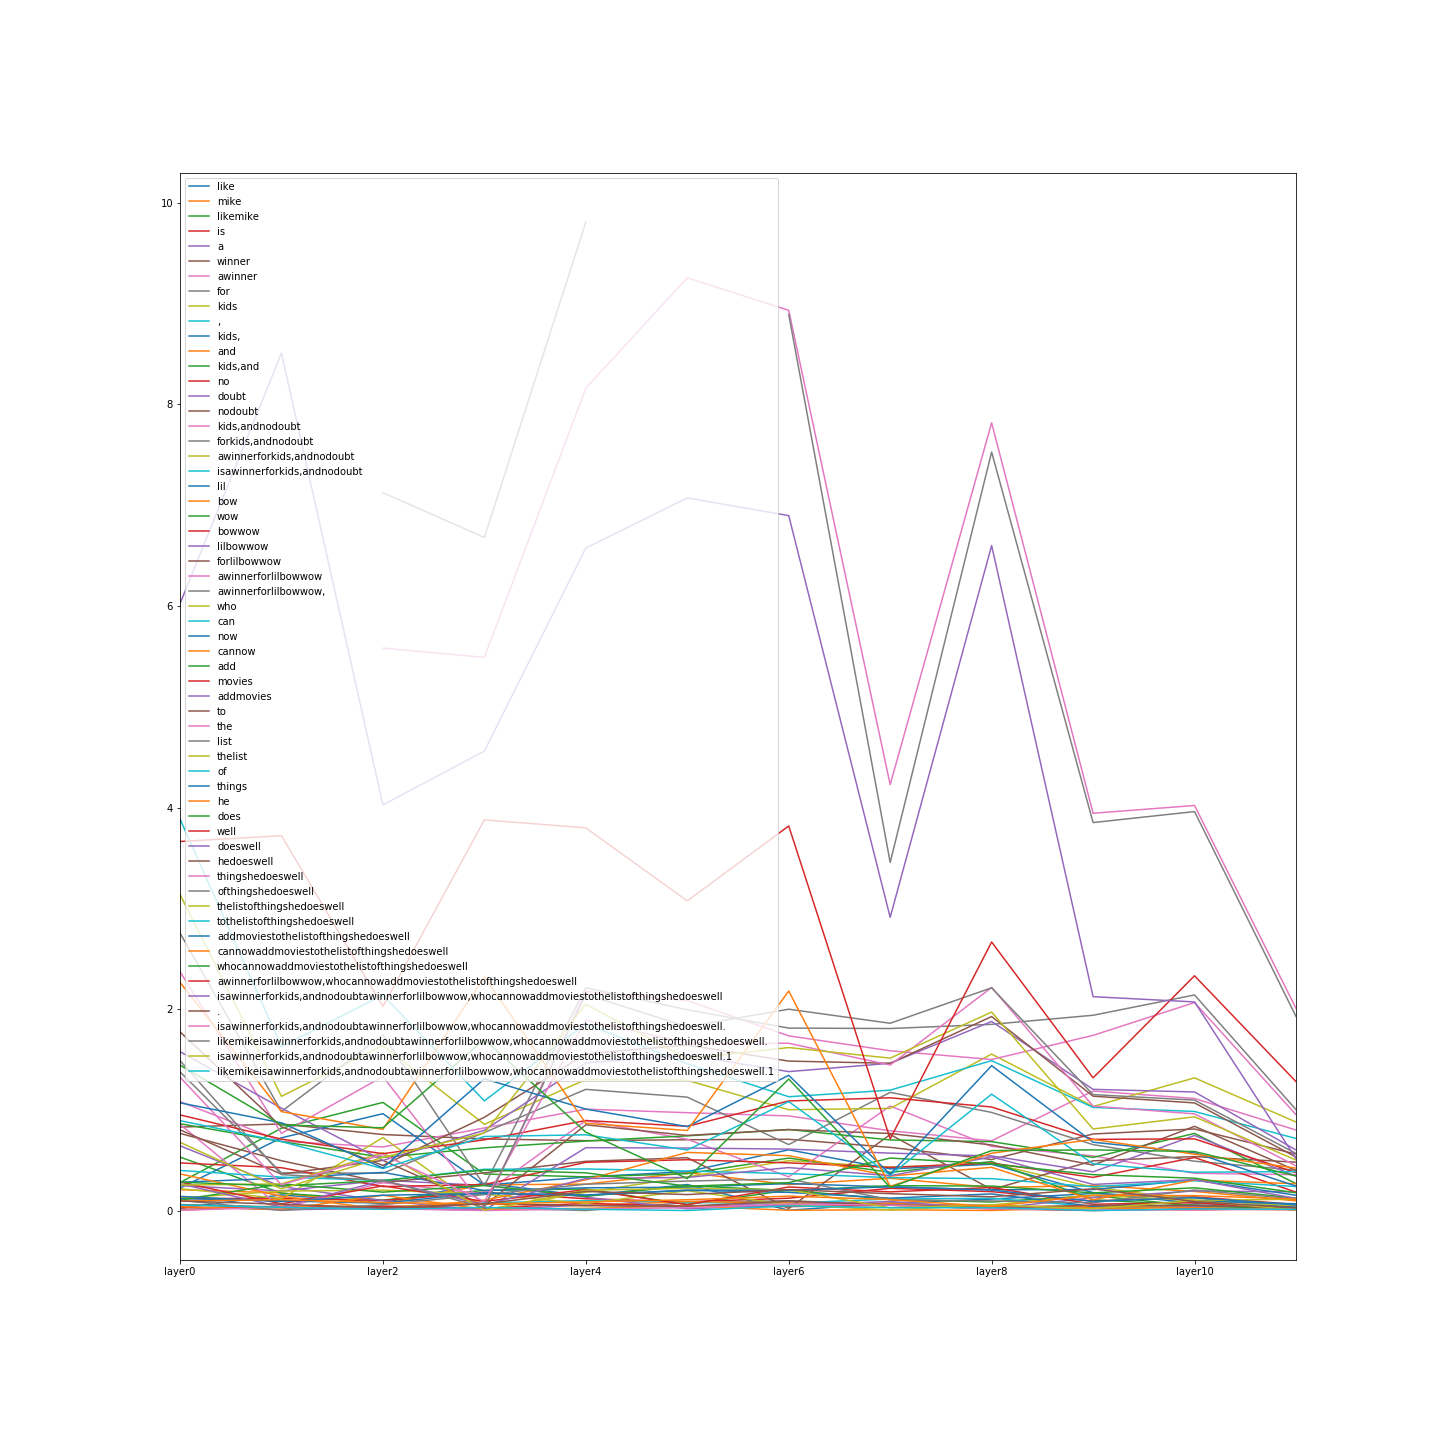 10
8
6
4
2
0
like
mike
likemike
is
a
winner
awinner
for
kids
,
kids,
and
kids,and
no
doubt
nodoubt
kids,andnodoubt
forkids,andnodoubt
awinnerforkids,andnodoubt
isawinnerforkids,andnodoubt
lil
bow
wow
bowwow
lilbowwow
forlilbowwow
awinnerforlilbowwow
awinnerforlilbowwow,
who
can
now
cannow
add
movies
addmovies
to
the
list
thelist
of
things
he
does
well
doeswell
hedoeswell
thingshedoeswell
ofthingshedoeswell
thelistofthingshedoeswell
tothelistofthingshedoeswell
addmoviestothelistofthingshedoeswell
cannowaddmoviestothelistofthingshedoeswell
whocannowaddmoviestothelistofthingshedoeswell
awinnerforlilbowwow,whocannowaddmoviestothelistofthingshedoeswell
isawinnerforkids,andnodoubtawinnerforlilbowwow,whocannowaddmoviestothelistofthingshedoeswell
.
isawinnerforkids,andnodoubtawinnerforlilbowwow,whocannowaddmoviestothelistofthingshedoeswell.
likemikeisawinnerforkids,andnodoubtawinnerforlilbowwow,whocannowaddmoviestothelistofthingshedoeswell.
isawinnerforkids,andnodoubtawinnerforlilbowwow,whocannowaddmoviestothelistofthingshedoeswell.1
likemikeisawinnerforkids,andnodoubtawinnerforlilbowwow,whocannowaddmoviestothelistofthingshedoeswell.1
layer0 layer2 layer4 layer6 layer8 layer10